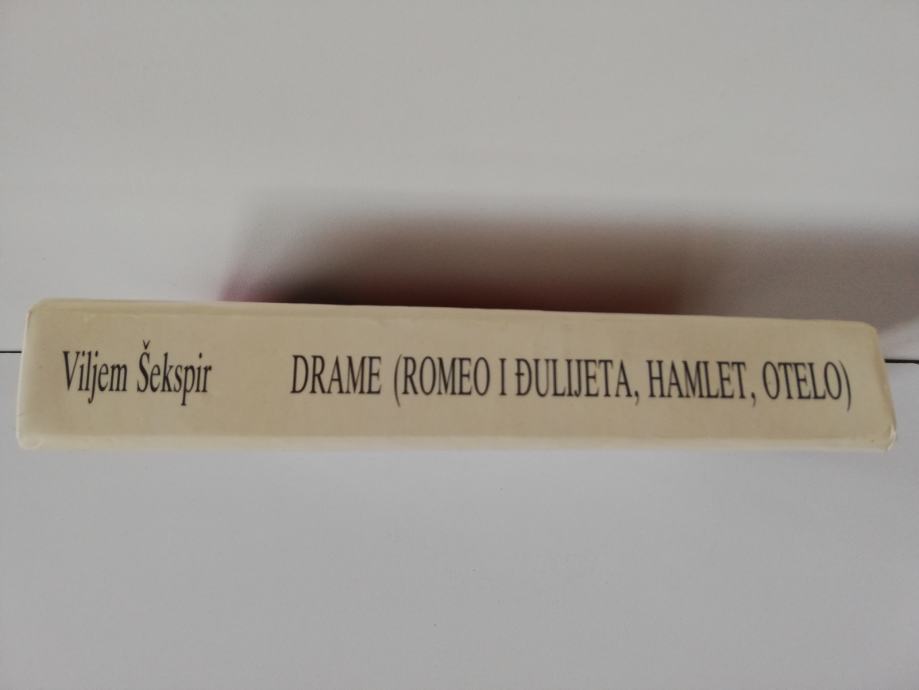 Viljem Šekspir DRAME (ROMEO I ĐULIJETA, HAMLET, OTELO)